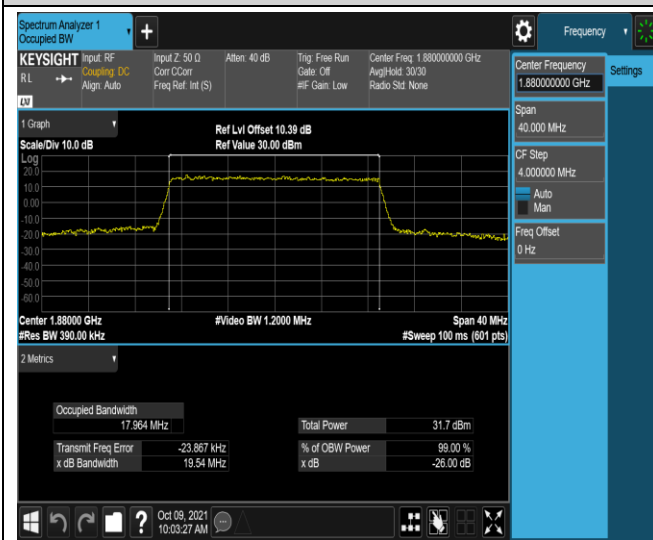 Spectrum Analyzer 1
Occupied BW
+
Frequency
KEYSIGHT
RL
LXI
Input: RF
Coupling: DC
Align: Auto
Input Z: 50 Ω
Corr CCorr
Freq Ref: Int (S)
Atten: 40 dB
Trig: Free Run
Gate: Off
#IF Gain: Low
Center Freq: 1.880000000 GHz
Avg|Hold: 30/30
Radio Std: None
1 Graph
Scale/Div 10.0 dB
Ref Lvl Offset 10.39 dB
Ref Value 30.00 dBm
Log
20.0
10.0
0.00
-10.0
-20.0
-30.0
-40.0
-50.0
-60.0
Center 1.88000 GHz
#Res BW 390.00 kHz
#Video BW 1.2000 MHz
Span 40 MHz
#Sweep 100 ms (601 pts)
2 Metrics
Occupied Bandwidth
17.964 MHz
Total Power 31.7 dBm
Transmit Freq Error -23.867 kHz
% of OBW Power 99.00 %
x dB Bandwidth 19.54 MHz
x dB -26.00 dB
Oct 09, 2021
10:03:27 AM
?
Center Frequency
1.880000000 GHz
Settings
Span
40.000 MHz
CF Step
4.000000 MHz
Auto
Man
Freq Offset
0 Hz